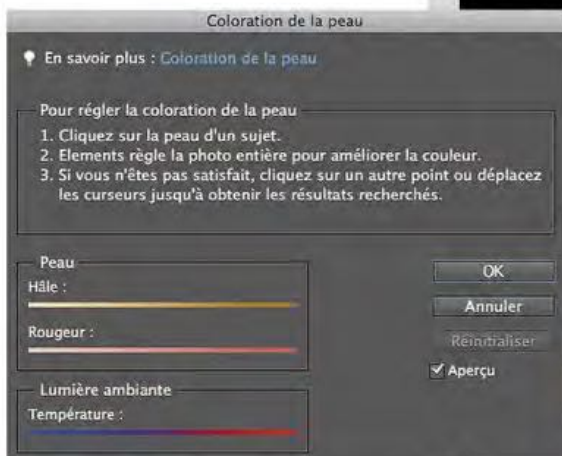 Coloration de la peau
En savoir plus : Coloration de la peau
Pour régler la coloration de la peau
1. Cliquez sur la peau d'un sujet.
2. Elements règle la photo entière pour améliorer la couleur.
3. Si vous n'êtes pas satisfait, cliquez sur un autre point ou déplacez
les curseurs jusqu'à obtenir les résultats recherchés.
Peau
Hâle :
Rougeur :
Lumière ambiante
Température :
OK
Annuler
Réinitialiser
Aperçu